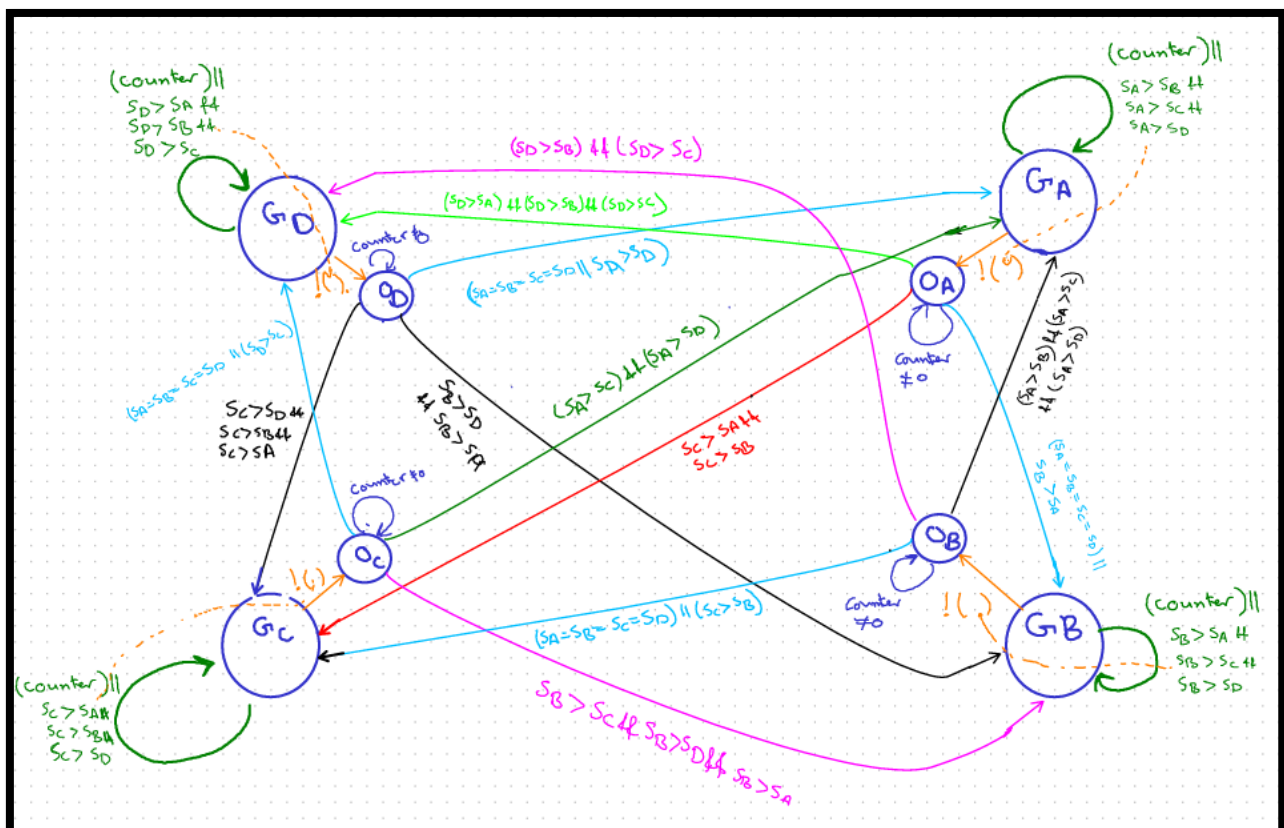 (counter)||
SD > SA &&
SD > SB &&
SD > SC
GD
(counter)||
SA > SB &&
SA > SC &&
SA > SD
GA
(SD > SB) && (SD > SC)
(SD > SA) && (SD > SB) && (SD > SC)
counter ≠ 0
OD
(SA = SB = SC = SD || SA > SD)
OA
counter
≠ 0
(SA = SB = SC = SD || (SD > SC)
SC > SD &&
SC > SB &&
SC > SA
SB > SD
&& SB > SA
(SA > SC) && (SA > SD)
SC > SA &&
SC > SB
(SA > SB) && (SA > SC)
&& (SA > SD)
(SA = SB = SC = SD) ||
SB > SA
counter ≠ 0
OC
OB
counter
≠ 0
GC
(SA = SB = SC = SD) || (SC > SB)
GB
(counter)||
SB > SA &&
SB > SC &&
SB > SD
(counter)||
SC > SA &&
SC > SB &&
SC > SD
SB > SC && SB > SD && SB > SA